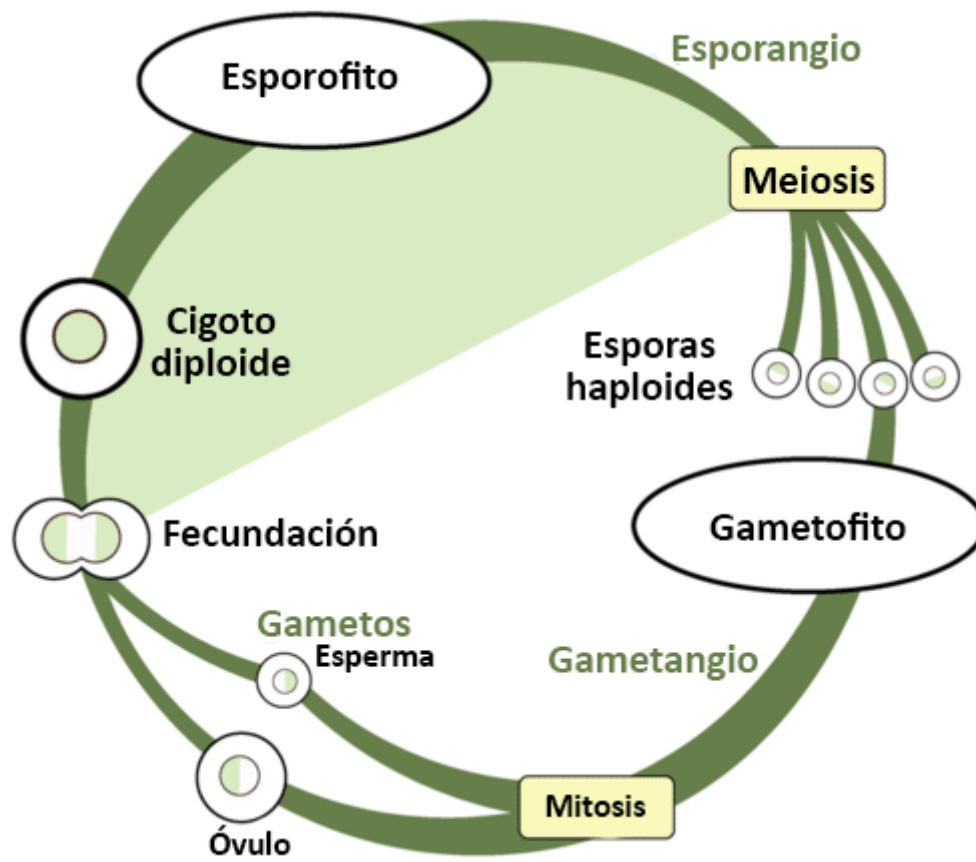 Esporofito
Esporangio
Meiosis
Cigoto
diploide
Esporas
haploides
Gametofito
Fecundación
Gametos
Esperma
Gametangio
Mitosis
Óvulo